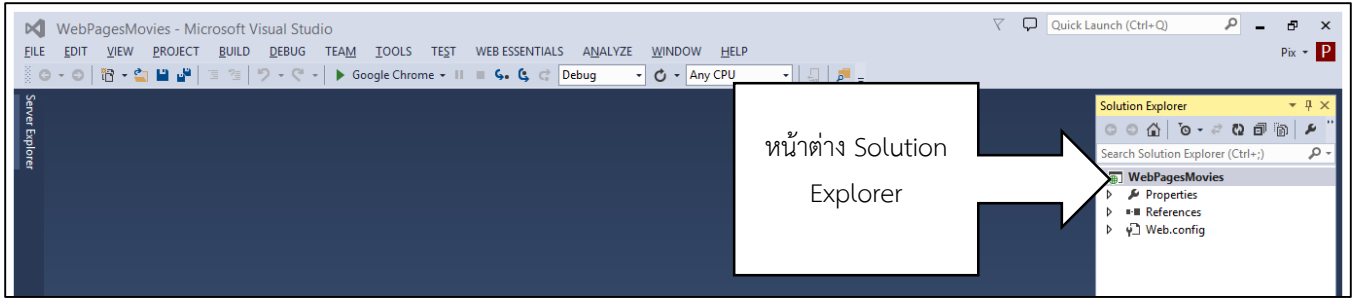 WebPagesMovies - Microsoft Visual Studio
Quick Launch (Ctrl+Q)
FILE EDIT VIEW PROJECT BUILD DEBUG TEAM TOOLS TEST WEB ESSENTIALS ANALYZE WINDOW HELP
Pix P
Google Chrome Debug Any CPU
Server Explorer
Solution Explorer
Search Solution Explorer (Ctrl+;)
หน้าต่าง Solution
Explorer
WebPagesMovies
Properties
References
Web.config